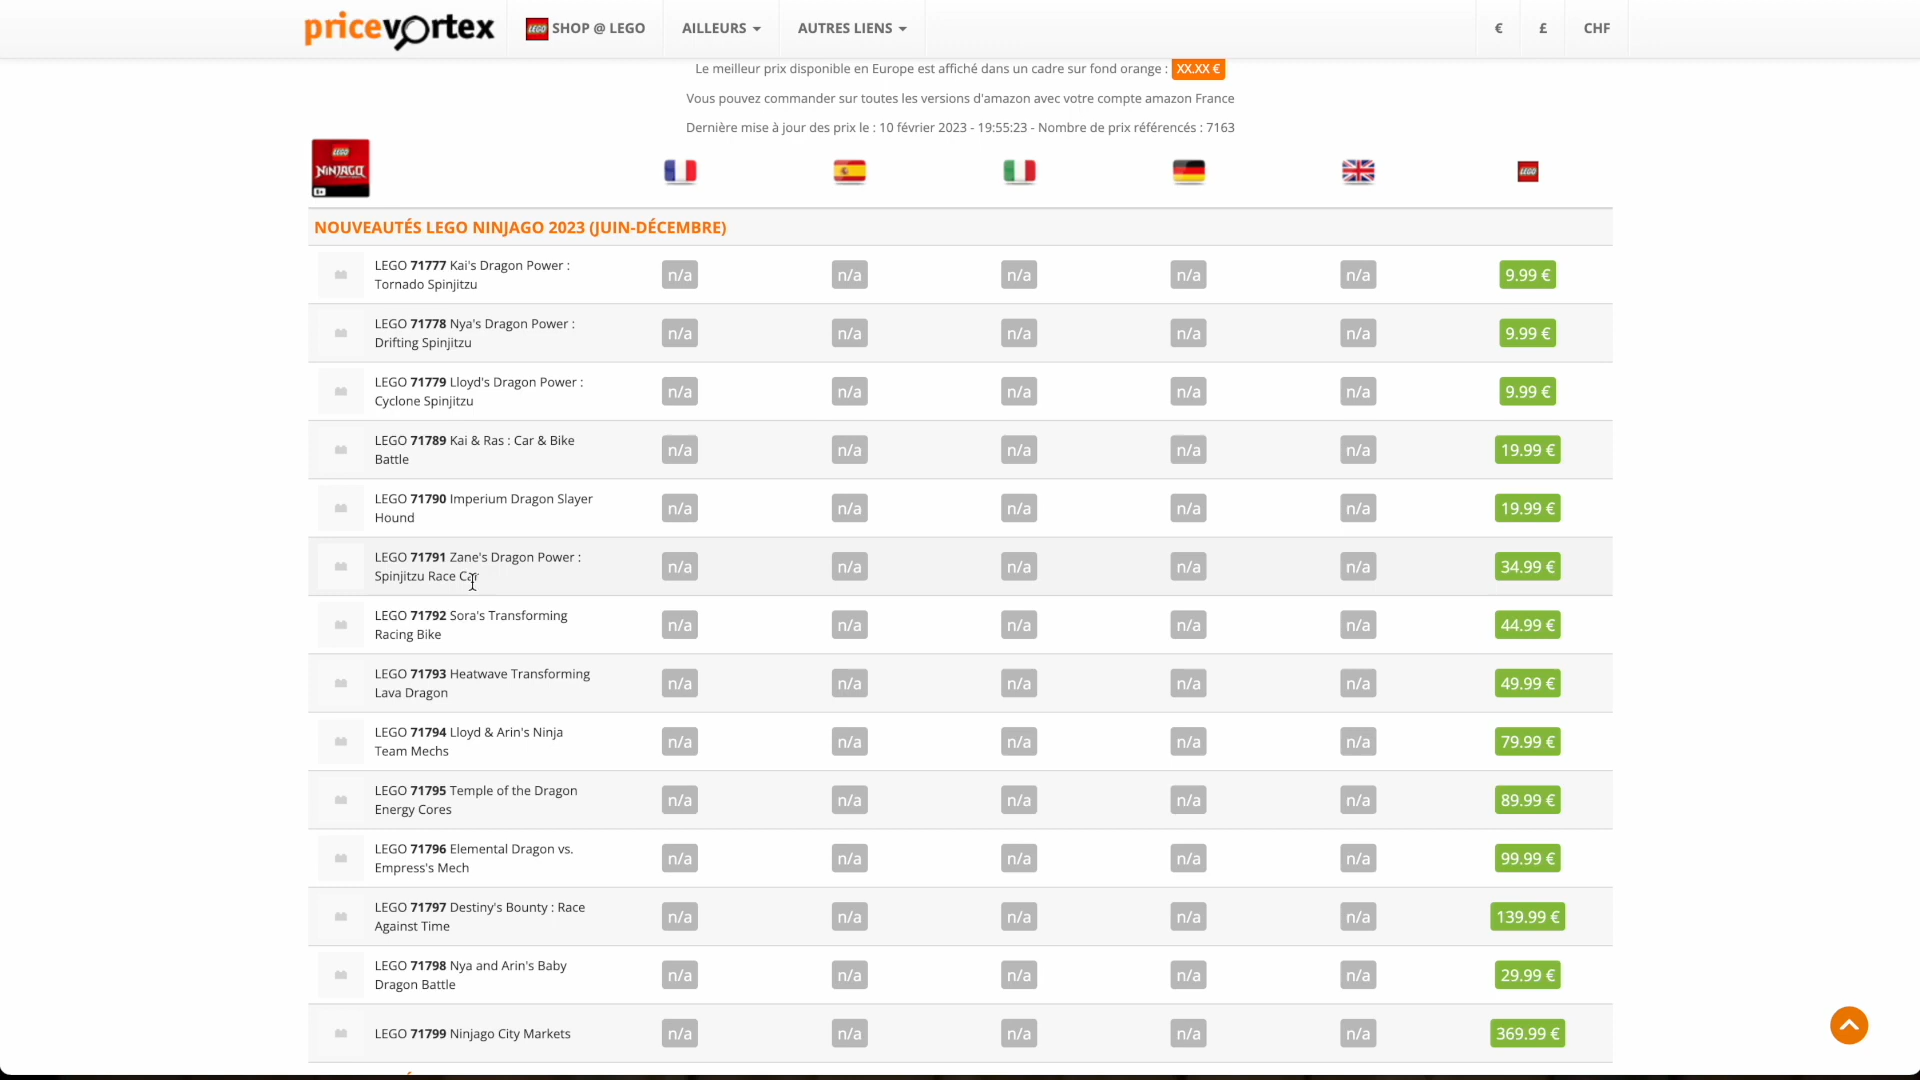 pricevortex
LEGO SHOP @ LEGO
AILLEURS
AUTRES LIENS
€
£
CHF
Le meilleur prix disponible en Europe est affiché dans un cadre sur fond orange : XX.XX €
Vous pouvez commander sur toutes les versions d'amazon avec votre compte amazon France
Dernière mise à jour des prix le : 10 février 2023 - 19:55:23 - Nombre de prix référencés : 7163
LEGO
NINJAGO
LEGO
NOUVEAUTÉS LEGO NINJAGO 2023 (JUIN-DÉCEMBRE)
LEGO 71777 Kai's Dragon Power :
Tornado Spinjitzu
n/a n/a n/a n/a n/a 9.99 €
LEGO 71778 Nya's Dragon Power :
Drifting Spinjitzu
n/a n/a n/a n/a n/a 9.99 €
LEGO 71779 Lloyd's Dragon Power :
Cyclone Spinjitzu
n/a n/a n/a n/a n/a 9.99 €
LEGO 71789 Kai & Ras : Car & Bike
Battle
n/a n/a n/a n/a n/a 19.99 €
LEGO 71790 Imperium Dragon Slayer
Hound
n/a n/a n/a n/a n/a 19.99 €
LEGO 71791 Zane's Dragon Power :
Spinjitzu Race Car
n/a n/a n/a n/a n/a 34.99 €
LEGO 71792 Sora's Transforming
Racing Bike
n/a n/a n/a n/a n/a 44.99 €
LEGO 71793 Heatwave Transforming
Lava Dragon
n/a n/a n/a n/a n/a 49.99 €
LEGO 71794 Lloyd & Arin's Ninja
Team Mechs
n/a n/a n/a n/a n/a 79.99 €
LEGO 71795 Temple of the Dragon
Energy Cores
n/a n/a n/a n/a n/a 89.99 €
LEGO 71796 Elemental Dragon vs.
Empress's Mech
n/a n/a n/a n/a n/a 99.99 €
LEGO 71797 Destiny's Bounty : Race
Against Time
n/a n/a n/a n/a n/a 139.99 €
LEGO 71798 Nya and Arin's Baby
Dragon Battle
n/a n/a n/a n/a n/a 29.99 €
LEGO 71799 Ninjago City Markets
n/a n/a n/a n/a n/a 369.99 €